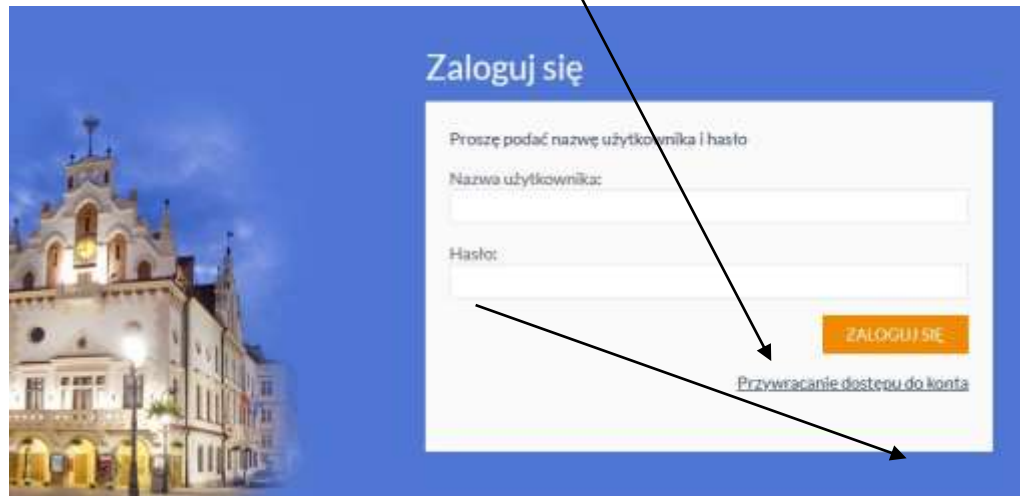 Zaloguj się
Proszę podać nazwę użytkownika i hasło
Nazwa użytkownika:
Hasło:
ZALOGUJ SIĘ
Przywracanie dostępu do konta